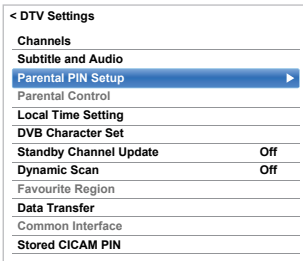 < DTV Settings
Channels
Subtitle and Audio
Parental PIN Setup
Parental Control
Local Time Setting
DVB Character Set
Standby Channel Update Off
Dynamic Scan Off
Favourite Region
Data Transfer
Common Interface
Stored CICAM PIN